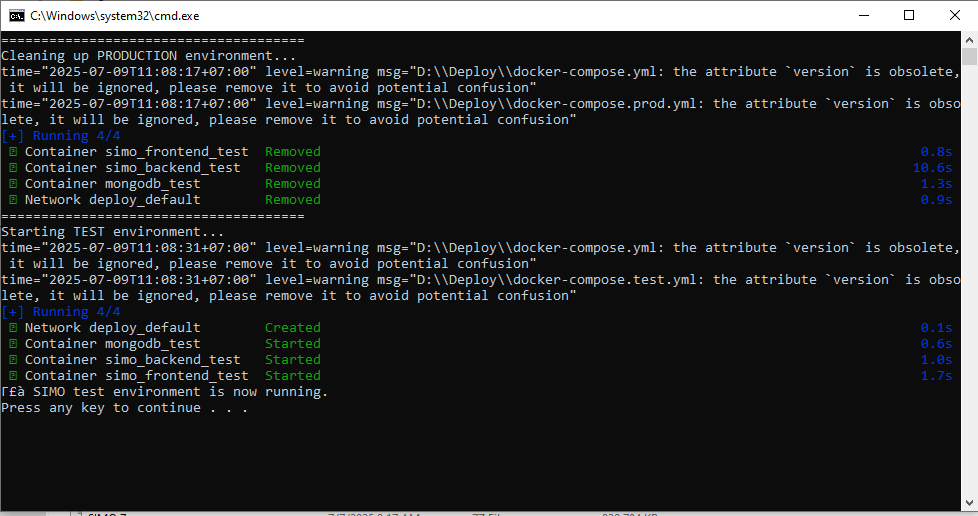 C:\Windows\system32\cmd.exe
======================================
Cleaning up PRODUCTION environment...
time="2025-07-09T11:08:17+07:00" level=warning msg="D:\\Deploy\\docker-compose.yml: the attribute `version` is obsolete,
 it will be ignored, please remove it to avoid potential confusion"
time="2025-07-09T11:08:17+07:00" level=warning msg="D:\\Deploy\\docker-compose.prod.yml: the attribute `version` is obso
lete, it will be ignored, please remove it to avoid potential confusion"
[+] Running 4/4
Container simo_frontend_test  Removed 0.8s
Container simo_backend_test   Removed 10.6s
Container mongodb_test        Removed 1.3s
Network deploy_default        Removed 0.9s
======================================
Starting TEST environment...
time="2025-07-09T11:08:31+07:00" level=warning msg="D:\\Deploy\\docker-compose.yml: the attribute `version` is obsolete,
 it will be ignored, please remove it to avoid potential confusion"
time="2025-07-09T11:08:31+07:00" level=warning msg="D:\\Deploy\\docker-compose.test.yml: the attribute `version` is obso
lete, it will be ignored, please remove it to avoid potential confusion"
[+] Running 4/4
Network deploy_default        Created 0.1s
Container mongodb_test        Started 0.6s
Container simo_backend_test   Started 1.0s
Container simo_frontend_test  Started 1.7s
Γ£à SIMO test environment is now running.
Press any key to continue . . .